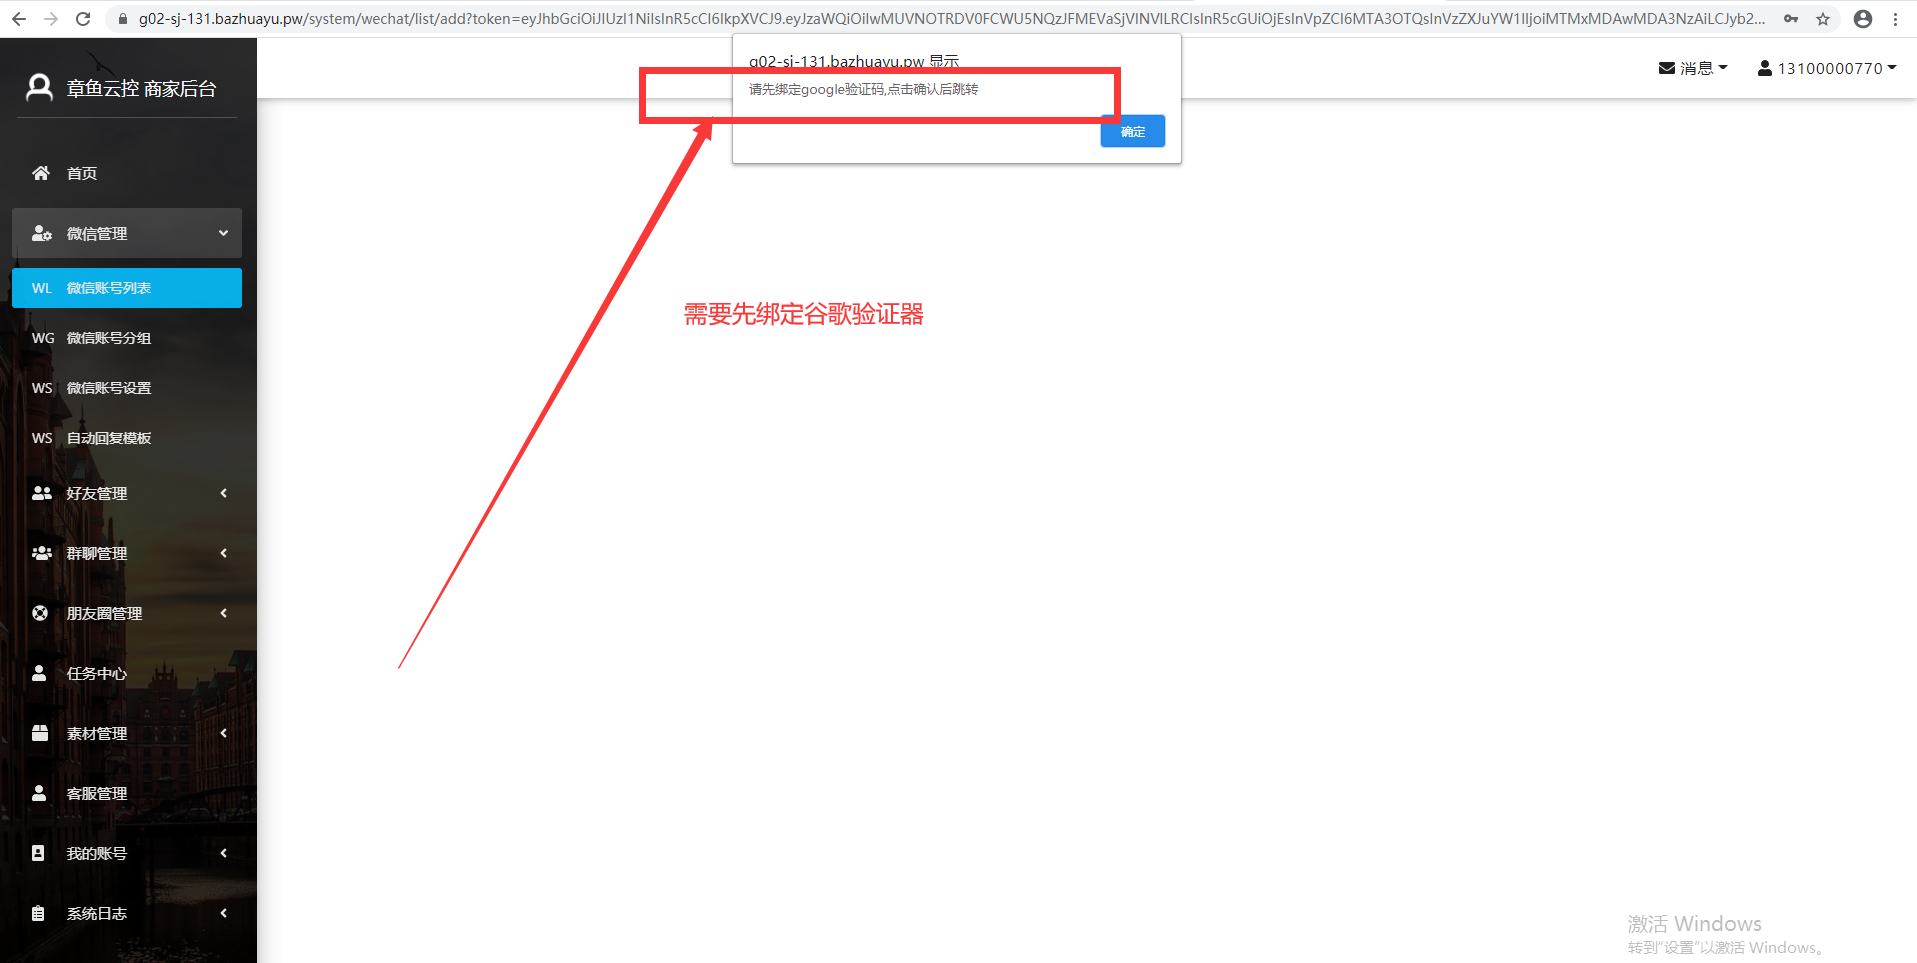 g02-sj-131.bazhuayu.pw/system/wechat/list/add?token=eyJhbGciOiJIUzI1NiIsInR5cCI6IkpXVCJ9.eyJzaWQiOiIwMUVNOTRDV0FCWU5NQzJFMEVaSjVINVlLRCIsInR5cGUiOjEsInVpZCI6MTA3OTQsInVzZXJuYW1lIjoiMTMxMDAwMDA3NzAiLCJyb2...
章鱼云控 商家后台
g02-sj-131.bazhuayu.pw 显示
请先绑定google验证码,点击确认后跳转
确定
消息
13100000770
首页
微信管理
WL 微信账号列表
WG 微信账号分组
WS 微信账号设置
WS 自动回复模板
好友管理
群聊管理
朋友圈管理
任务中心
素材管理
客服管理
我的账号
系统日志
需要先绑定谷歌验证器
激活 Windows
转到"设置"以激活 Windows。